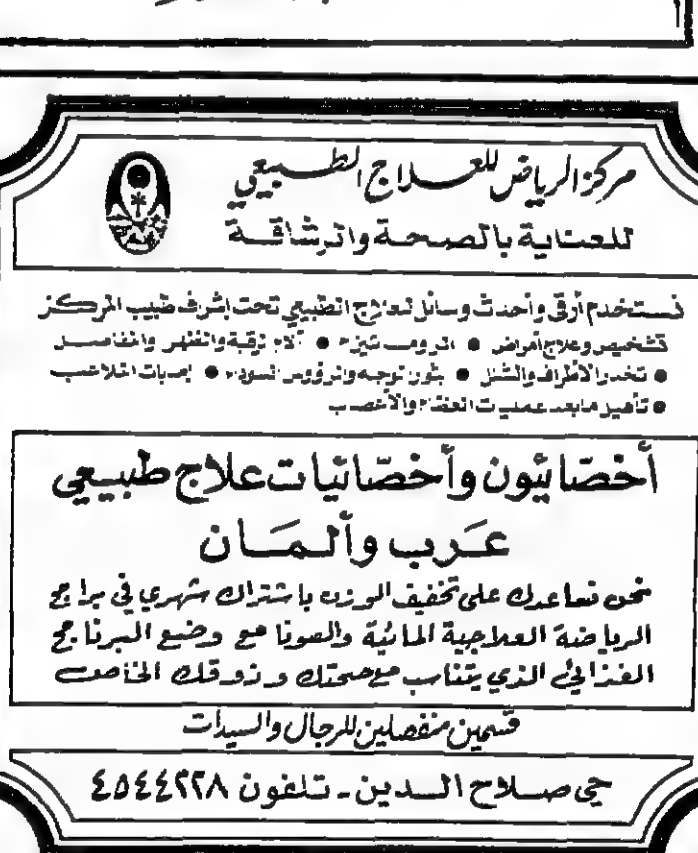 مركز الرياض للعلاج الطبيعي
للعناية بالصحة والرشاقة
نستخدم أرقى وأحدث وسائل العلاج الطبيعي تحت إشراف طبيب المركز
تشخيص وعلاج أمراض • الروماتيزم • آلام الرقبة والظهر والمفاصل
• تخدر الأطراف والشلل • بثور الوجه والرؤوس السوداء • إصابات الملاعب
• تأهيل ما بعد عمليات العظام والأعصاب
أخصائيون وأخصائيات علاج طبيعي
عرب وألمان
نحن نساعدك على تخفيف الوزن باشتراك شهري في برامج
الرياضة العلاجية المائية والصونا مع وضع البرنامج
الغذائي الذي يتناسب مع صحتك وذوقك الخاص
قسمين منفصلين للرجال والسيدات
حي صلاح الدين - تلفون ٤٥٤٤٢٢٨